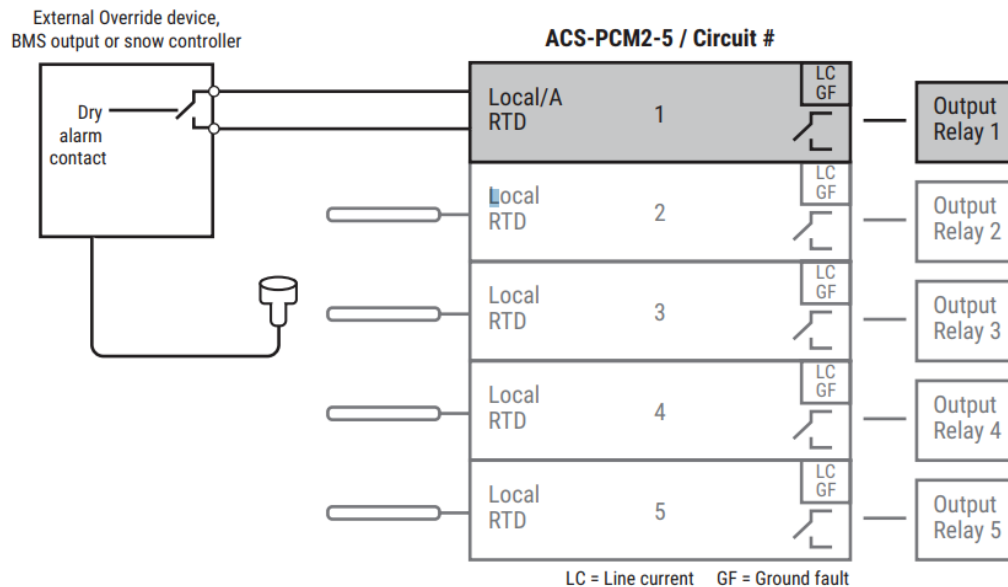 External Override device,
BMS output or snow controller
ACS-PCM2-5 / Circuit #
Dry
alarm
contact
Local/A
RTD
1
LC
GF
Output
Relay 1
Local
RTD
2
LC
GF
Output
Relay 2
Local
RTD
3
LC
GF
Output
Relay 3
Local
RTD
4
LC
GF
Output
Relay 4
Local
RTD
5
LC
GF
Output
Relay 5
LC = Line current GF = Ground fault